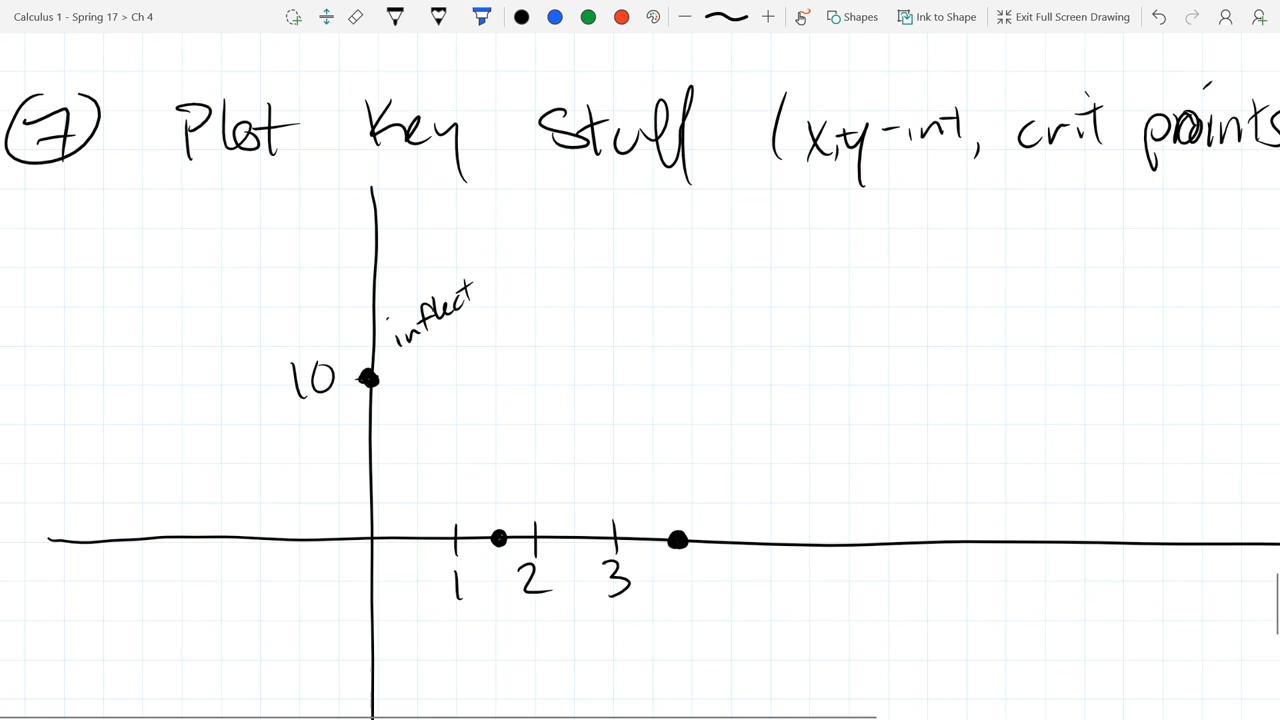 Calculus 1 - Spring 17 > Ch 4
Shapes
Ink to Shape
Exit Full Screen Drawing
7 Plot Key Stuff (x,y-int, crit points
inflect
10
1 2 3